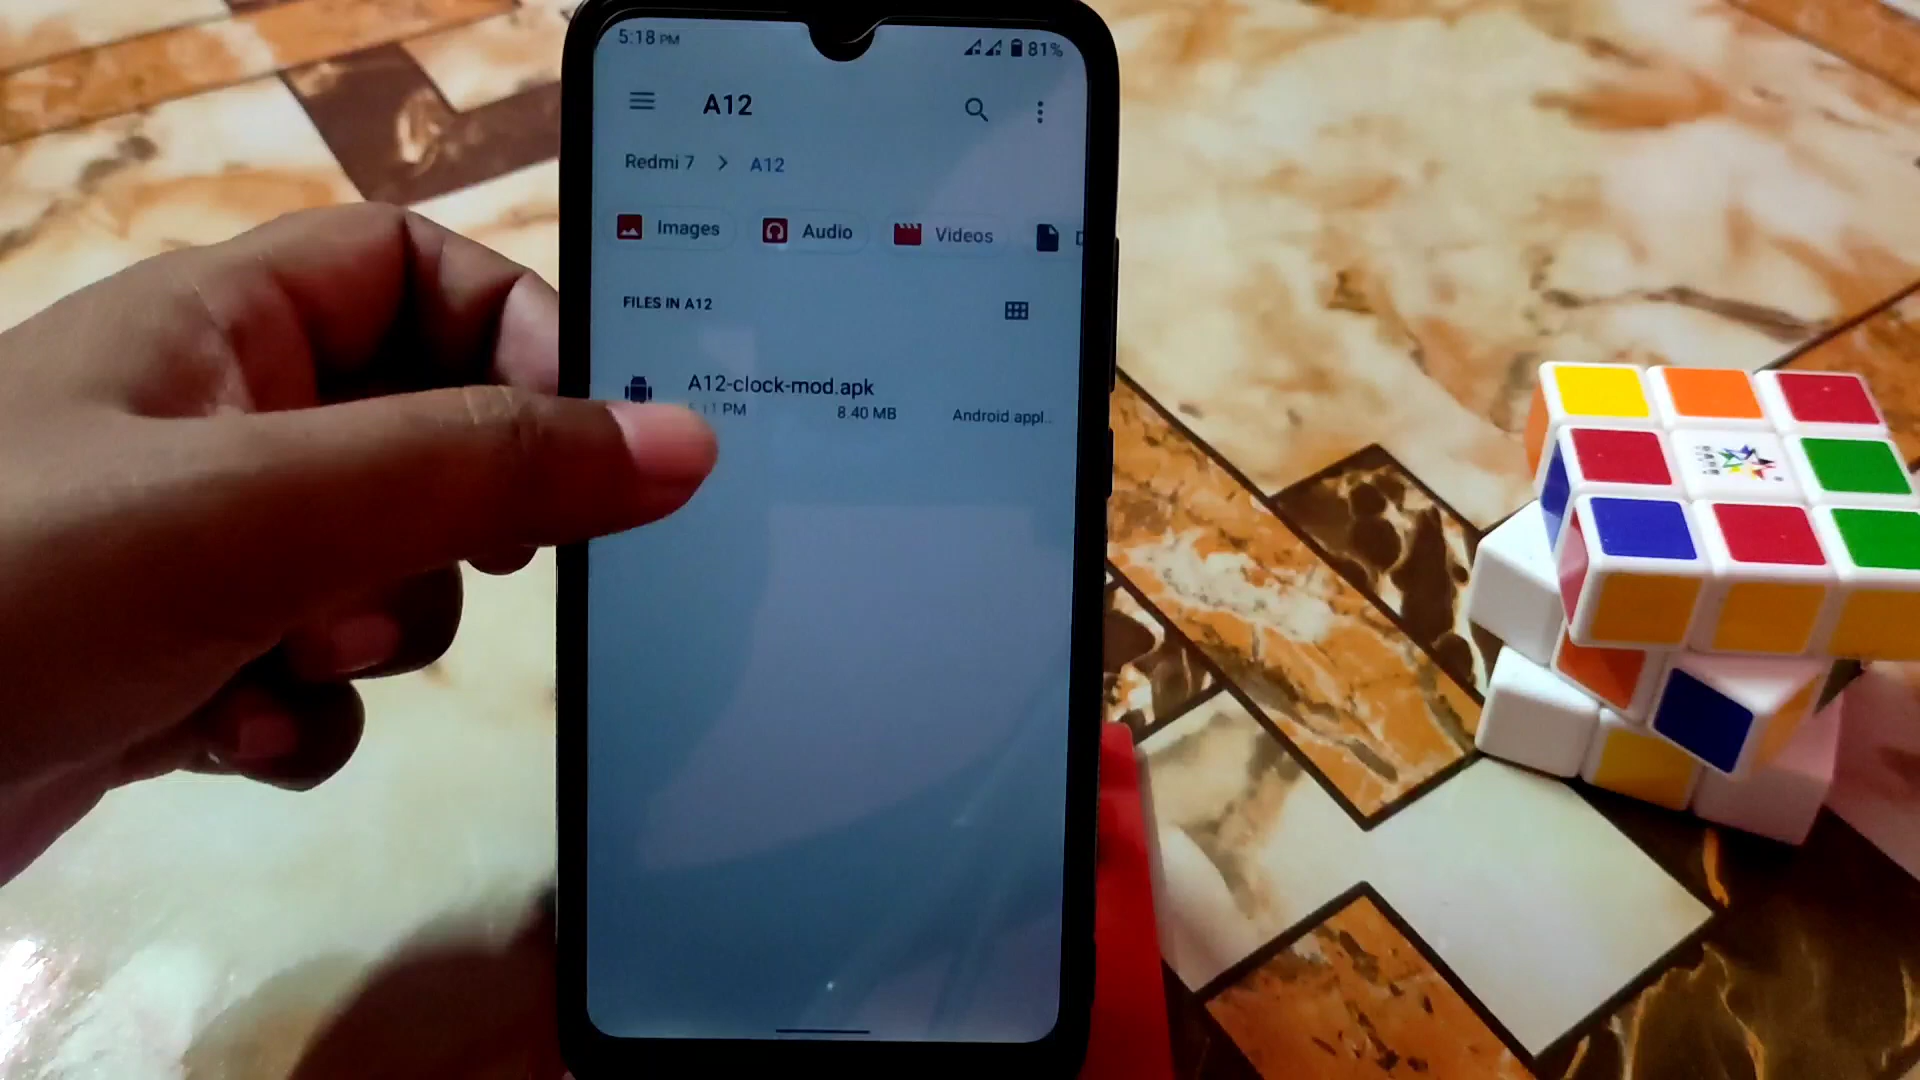 5:18 PM
81%
A12
Redmi 7 > A12
Images
Audio
Videos
FILES IN A12
A12-clock-mod.apk
PM
8.40 MB
Android appl..